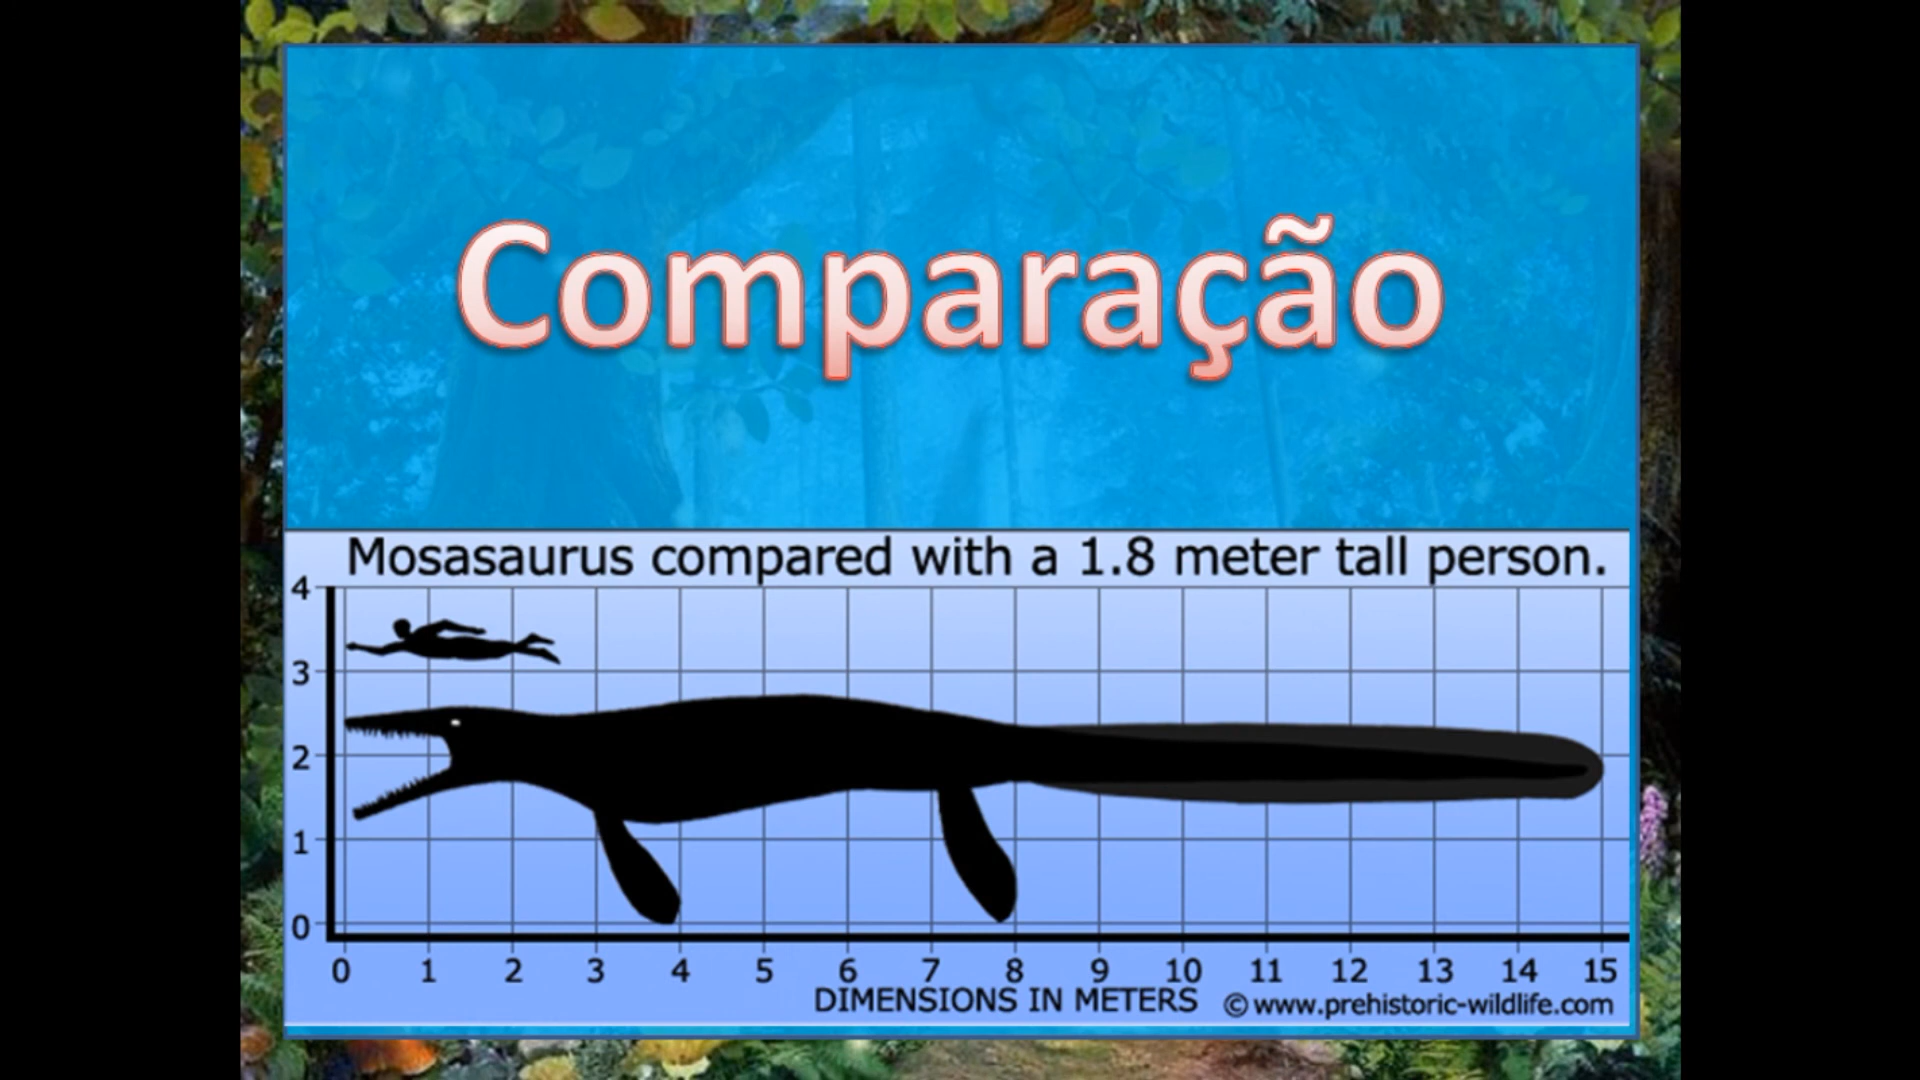 Comparação
Mosasaurus compared with a 1.8 meter tall person.
4
3
2
1
0
0 1 2 3 4 5 6 7 8 9 10 11 12 13 14 15
DIMENSIONS IN METERS © www.prehistoric-wildlife.com